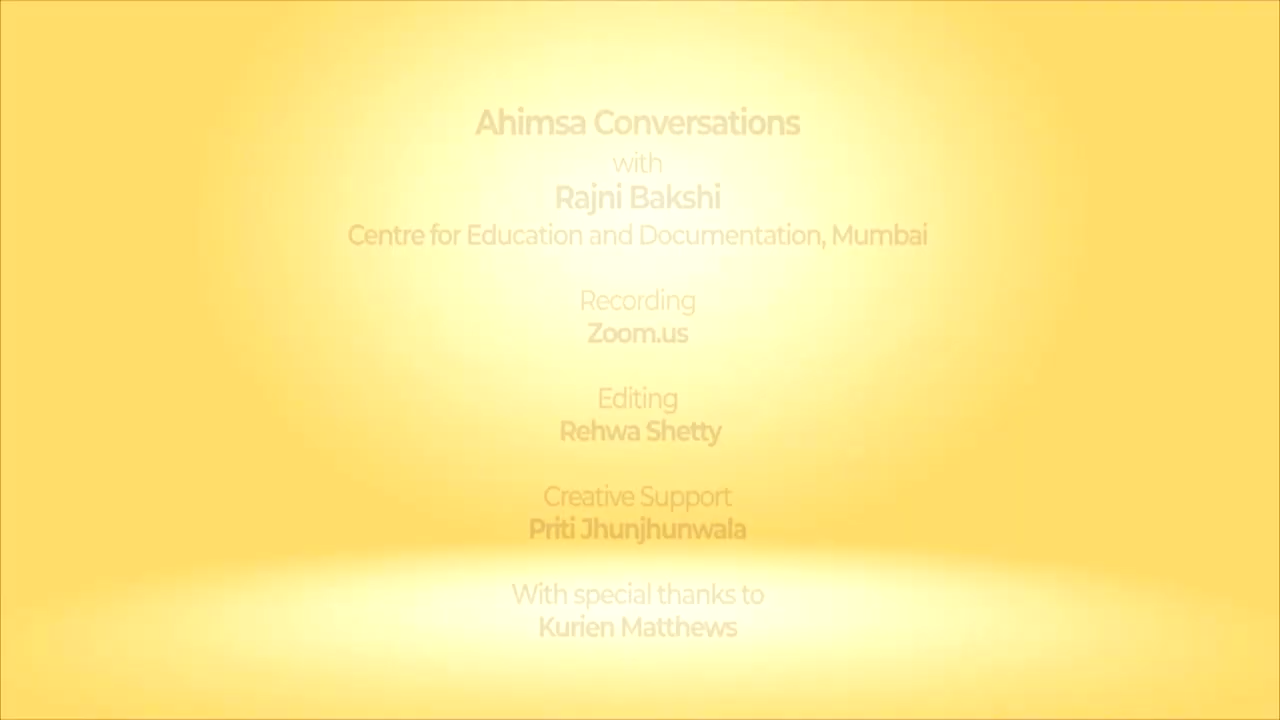 Ahimsa Conversations
with
Rajni Bakshi
Centre for Education and Documentation, Mumbai
Recording
Zoom.us
Editing
Rehwa Shetty
Creative Support
Priti Jhunjhunwala
With special thanks to
Kurien Matthews